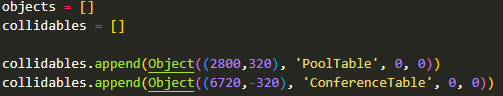 objects = []
collidables = []
collidables.append(Object((2800,320), 'PoolTable', 0, 0))
collidables.append(Object((6720,-320), 'ConferenceTable', 0, 0))